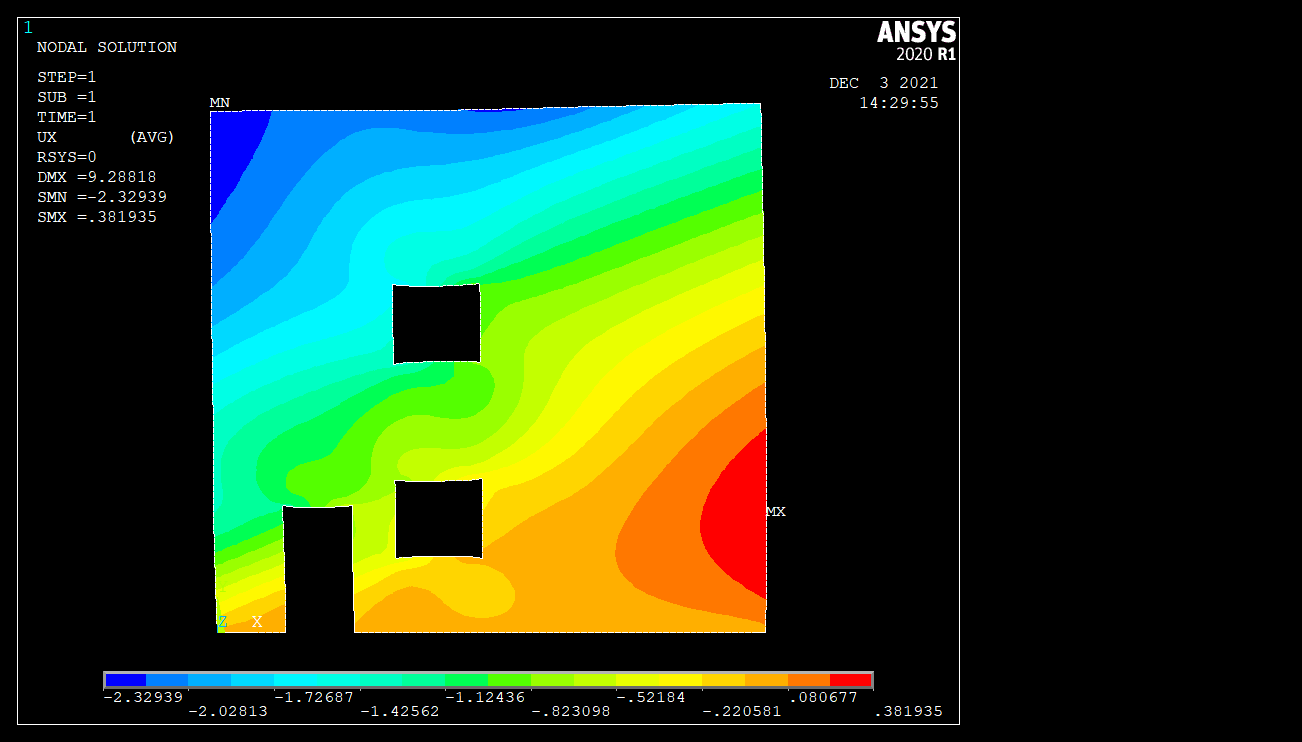 1
ANSYS
2020 R1
NODAL SOLUTION
STEP=1
SUB =1
TIME=1
UX (AVG)
RSYS=0
DMX =9.28818
SMN =-2.32939
SMX =.381935
DEC 3 2021
14:29:55
MN
MX
Z X
-2.32939 -1.72687 -1.12436 -.52184 .080677
-2.02813 -1.42562 -.823098 -.220581 .381935